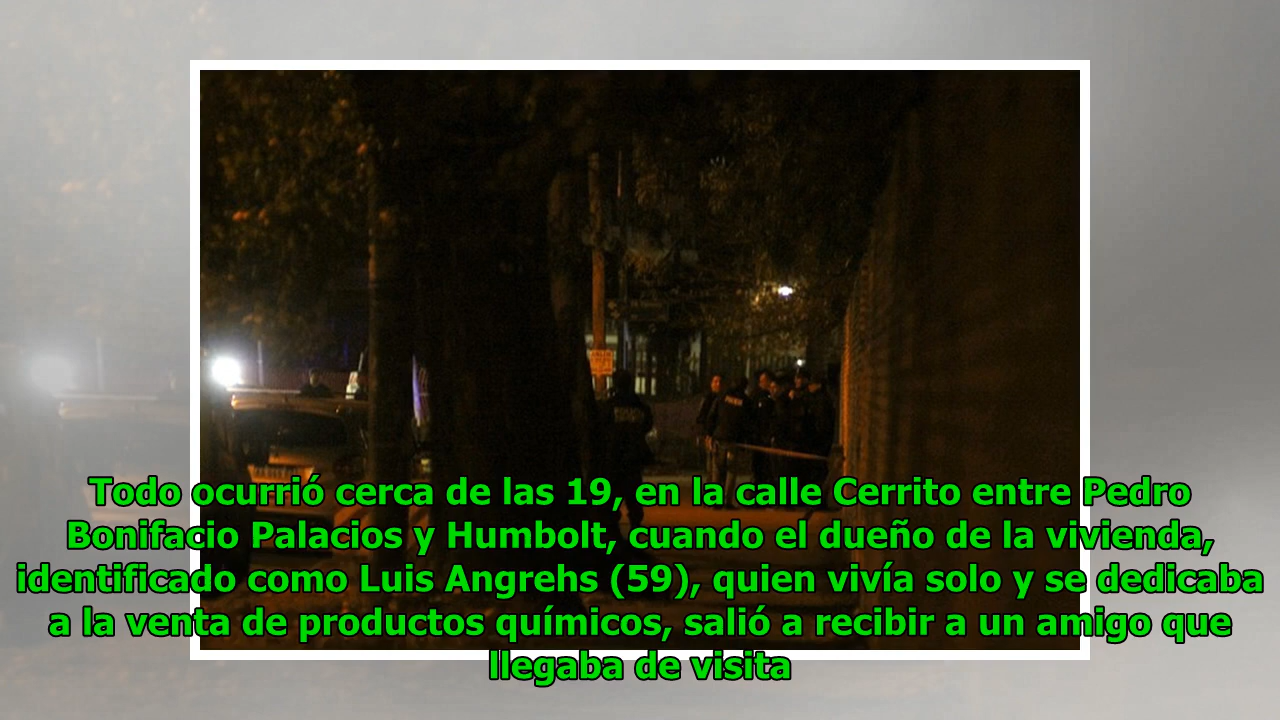 Todo ocurrió cerca de las 19, en la calle Cerrito entre Pedro
Bonifacio Palacios y Humbolt, cuando el dueño de la vivienda,
identificado como Luis Angrehs (59), quien vivía solo y se dedicaba
a la venta de productos químicos, salió a recibir a un amigo que
llegaba de visita